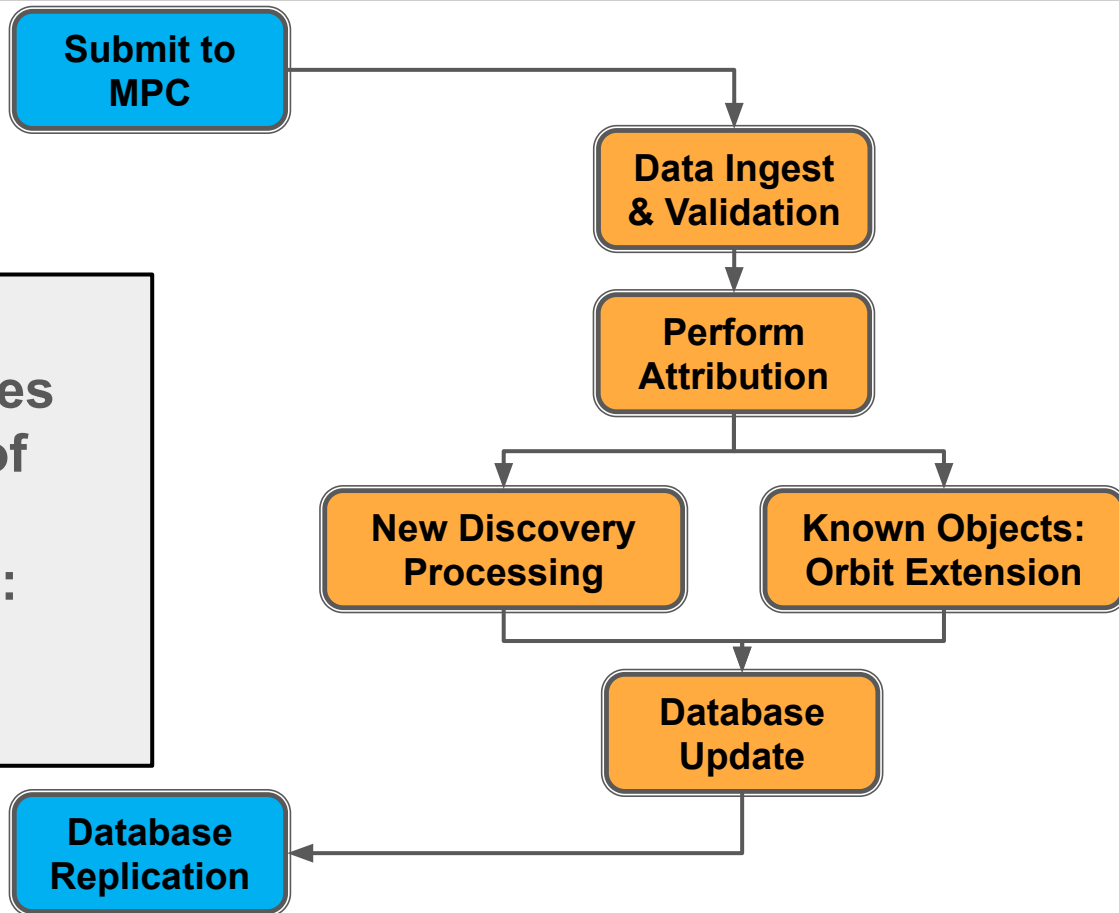 Submit to
MPC
Data Ingest
& Validation
Perform
Attribution
of
:
New Discovery
Processing
Known Objects:
Orbit Extension
Database
Update
Database
Replication